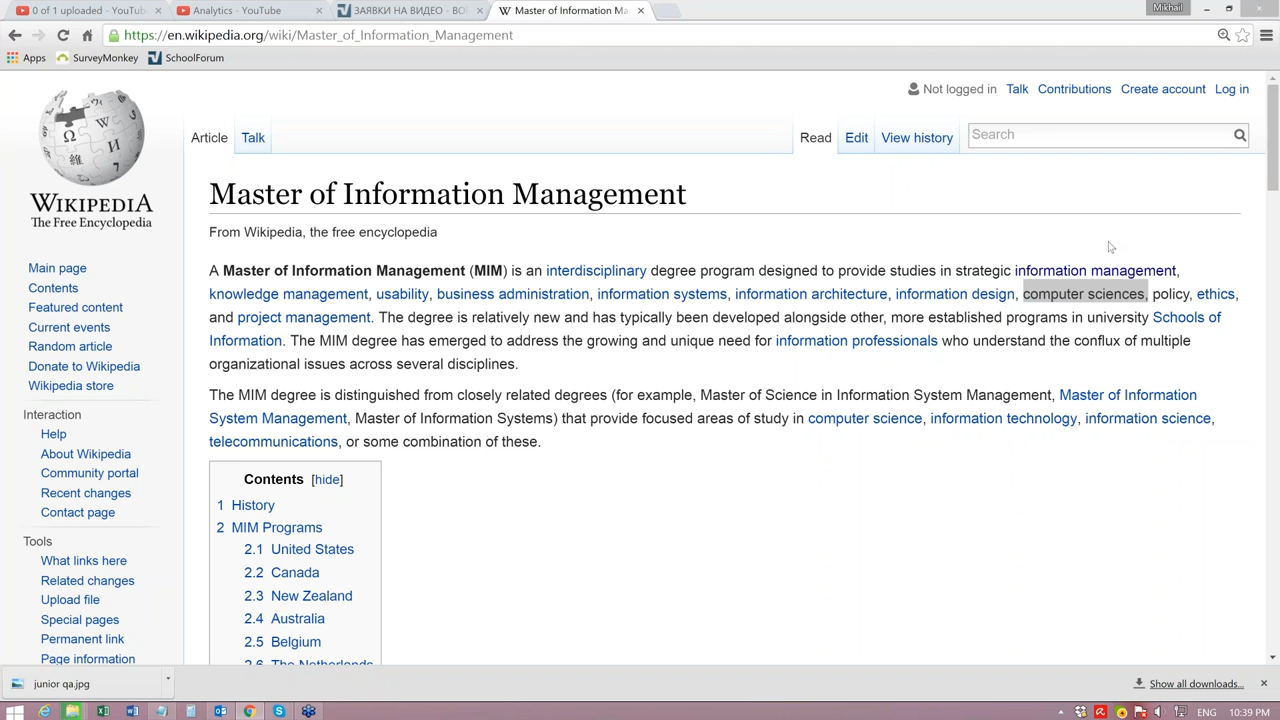 0 of 1 uploaded - YouTub
Analytics - YouTube
ЗАЯВКИ НА ВИДЕО - ВОТ
Master of Information Ma
Mikhail
https://en.wikipedia.org/wiki/Master_of_Information_Management
Apps
SurveyMonkey
SchoolForum
Not logged in
Talk
Contributions
Create account
Log in
Article
Talk
Read
Edit
View history
Search
WIKIPEDIA
The Free Encyclopedia
Master of Information Management
From Wikipedia, the free encyclopedia
A Master of Information Management (MIM) is an interdisciplinary degree program designed to provide studies in strategic information management,
knowledge management, usability, business administration, information systems, information architecture, information design, computer sciences, policy, ethics,
and project management. The degree is relatively new and has typically been developed alongside other, more established programs in university Schools of
Information. The MIM degree has emerged to address the growing and unique need for information professionals who understand the conflux of multiple
organizational issues across several disciplines.
The MIM degree is distinguished from closely related degrees (for example, Master of Science in Information System Management, Master of Information
System Management, Master of Information Systems) that provide focused areas of study in computer science, information technology, information science,
telecommunications, or some combination of these.
Contents [hide]
1 History
2 MIM Programs
2.1 United States
2.2 Canada
2.3 New Zealand
2.4 Australia
2.5 Belgium
2.6 The Netherlands
Main page
Contents
Featured content
Current events
Random article
Donate to Wikipedia
Wikipedia store
Interaction
Help
About Wikipedia
Community portal
Recent changes
Contact page
Tools
What links here
Related changes
Upload file
Special pages
Permanent link
Page information
junior qa.jpg
Show all downloads...
ENG
10:39 PM